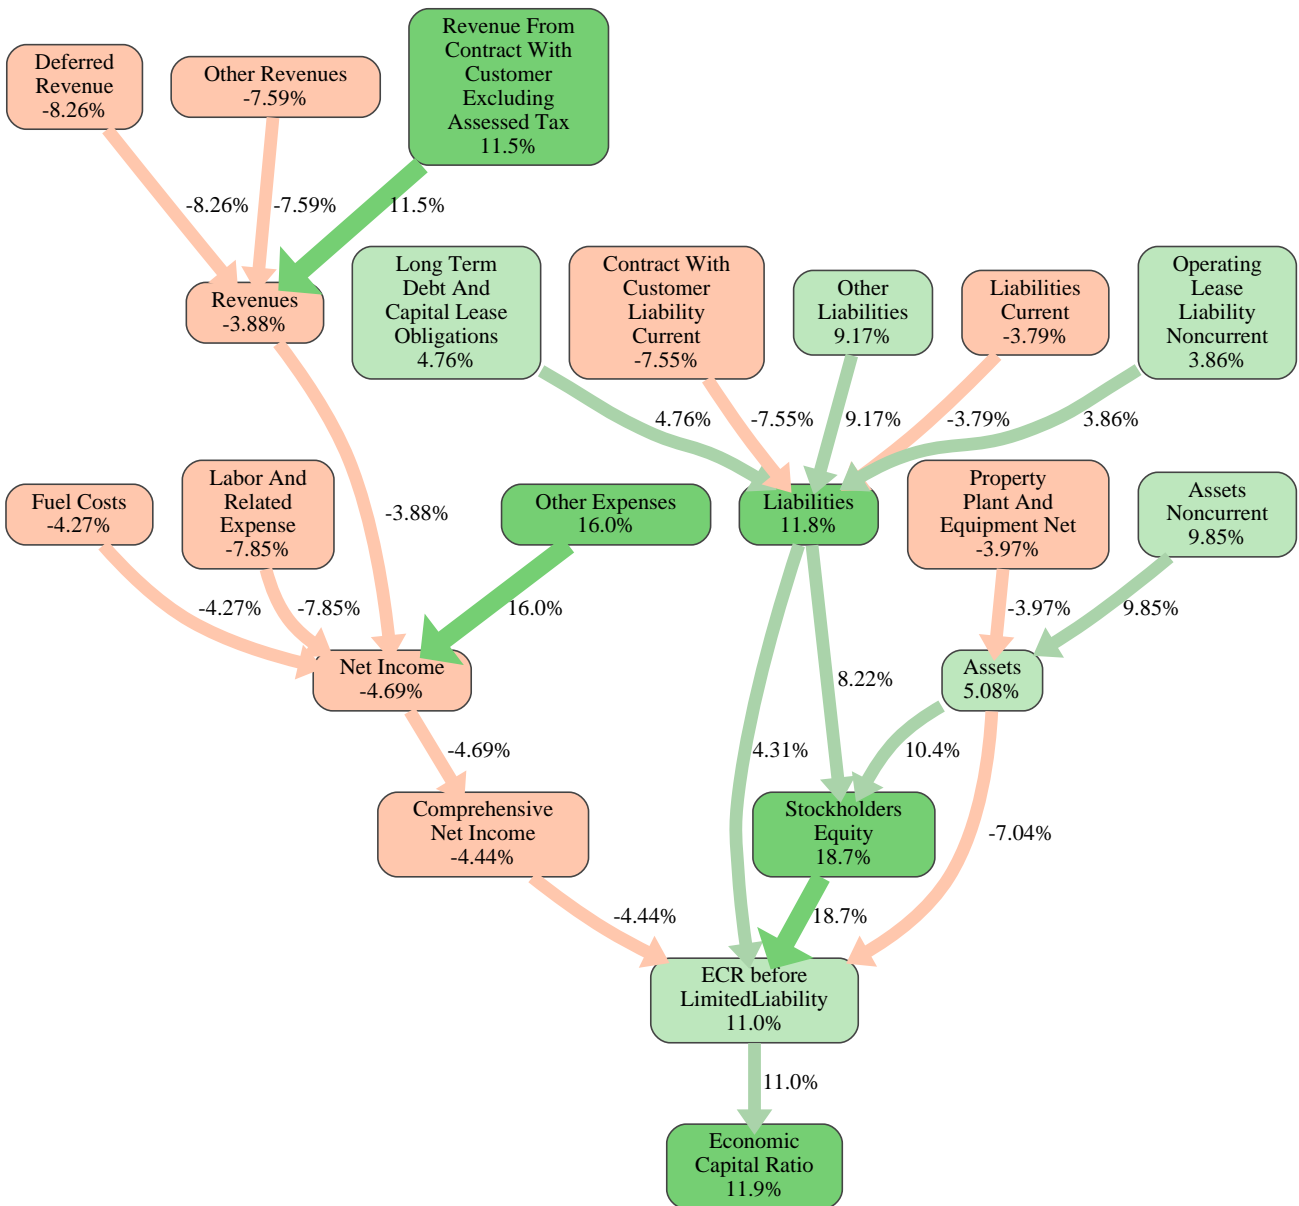 Deferred
Revenue
-8.26%
Other Revenues
-7.59%
Revenue From
Contract With
Customer
Excluding
Assessed Tax
11.5%
-8.26%
-7.59%
11.5%
Revenues
-3.88%
Long Term
Debt And
Capital Lease
Obligations
4.76%
Contract With
Customer
Liability
Current
-7.55%
Other
Liabilities
9.17%
Liabilities
Current
-3.79%
Operating
Lease
Liability
Noncurrent
3.86%
4.76%
-7.55%
9.17%
-3.79%
3.86%
Fuel Costs
-4.27%
Labor And
Related
Expense
-7.85%
-3.88%
Other Expenses
16.0%
Liabilities
11.8%
Property
Plant And
Equipment Net
-3.97%
Assets
Noncurrent
9.85%
-4.27%
-7.85%
16.0%
-3.97%
9.85%
Net Income
-4.69%
8.22%
Assets
5.08%
-4.69%
4.31%
10.4%
Comprehensive
Net Income
-4.44%
Stockholders
Equity
18.7%
-7.04%
-4.44%
18.7%
ECR before
LimitedLiability
11.0%
11.0%
Economic
Capital Ratio
11.9%